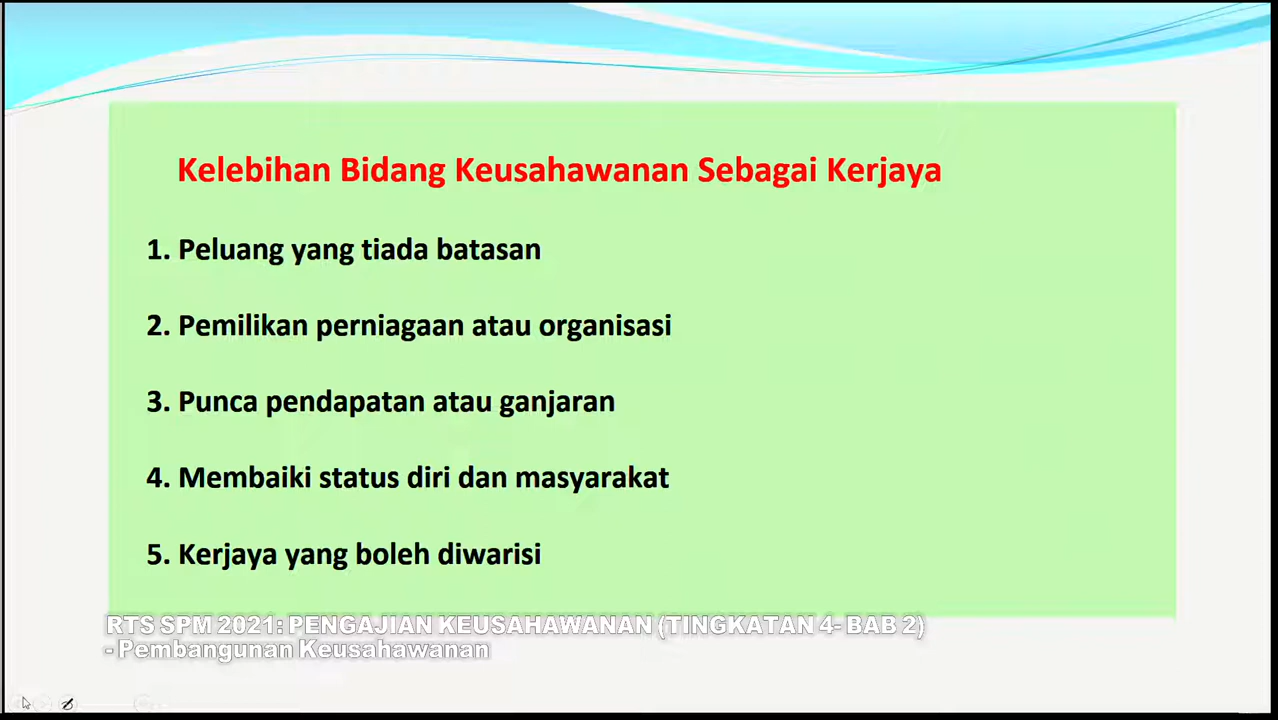 Kelebihan Bidang Keusahawanan Sebagai Kerjaya
1. Peluang yang tiada batasan
2. Pemilikan perniagaan atau organisasi
3. Punca pendapatan atau ganjaran
4. Membaiki status diri dan masyarakat
5. Kerjaya yang boleh diwarisi
RTS SPM 2021: PENGAJIAN KEUSAHAWANAN (TINGKATAN 4- BAB 2)
- Pembangunan Keusahawanan